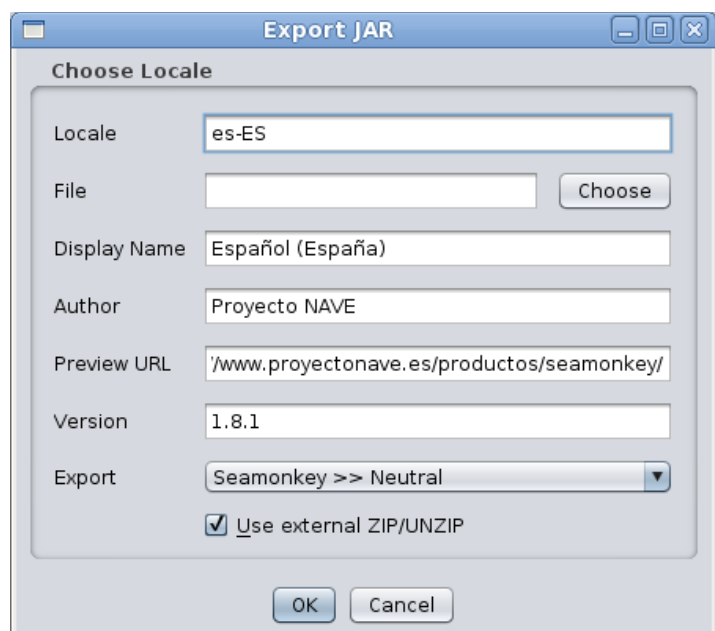 Export JAR
Choose Locale
Locale es-ES
File Choose
Display Name Español (España)
Author Proyecto NAVE
Preview URL /www.proyectonave.es/productos/seamonkey/
Version 1.8.1
Export Seamonkey >> Neutral
Use external ZIP/UNZIP
OK Cancel